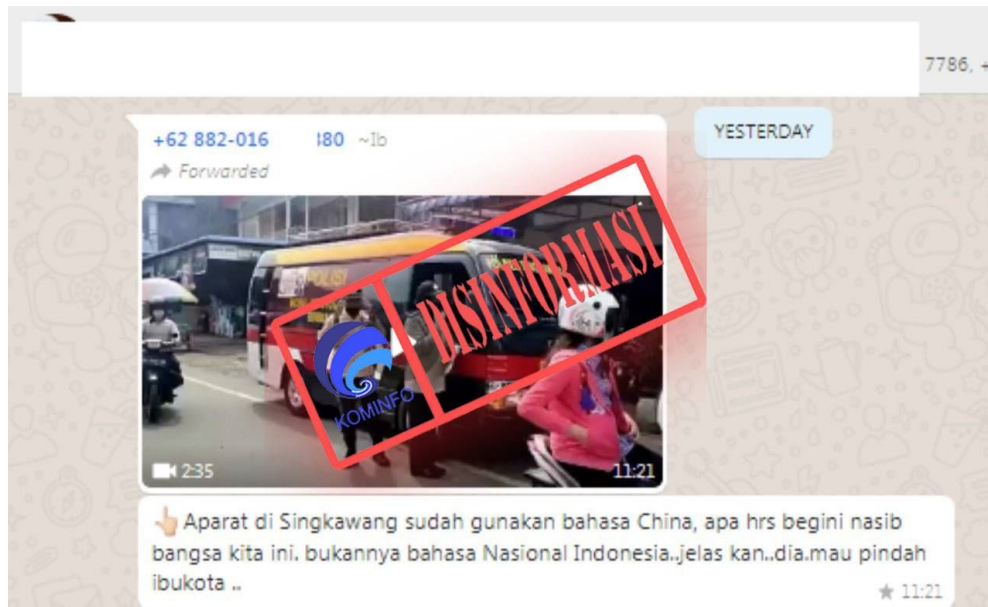 7786, +
YESTERDAY
+62 882-016 380 ~Ib
Forwarded
POLISI
DISINFORMASI
KOMINFO
2:35
11:21
Aparat di Singkawang sudah gunakan bahasa China, apa hrs begini nasib
bangsa kita ini. bukannya bahasa Nasional Indonesia..jelas kan..dia.mau pindah
ibukota ..
11:21